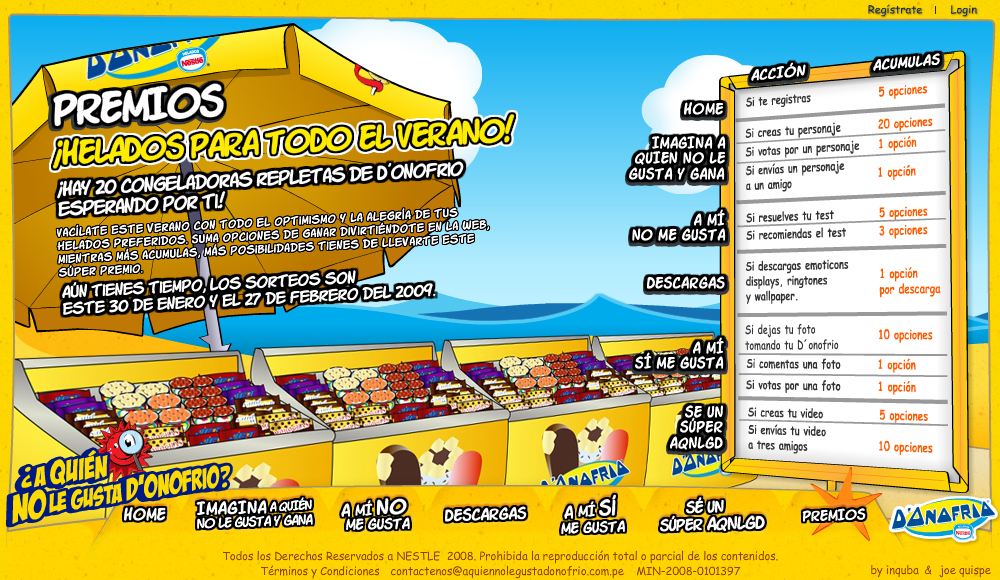 Regístrate | Login
D'ONOFRIO
HELADOS
Nestlé
PREMIOS
¡HELADOS PARA TODO EL VERANO!
¡HAY 20 CONGELADORAS REPLETAS DE D'ONOFRIO
ESPERANDO POR TI!
VACÍLATE ESTE VERANO CON TODO EL OPTIMISMO Y LA ALEGRÍA DE TUS
HELADOS PREFERIDOS. SUMA OPCIONES DE GANAR DIVIRTIÉNDOTE EN LA WEB,
MIENTRAS MÁS ACUMULAS, MÁS POSIBILIDADES TIENES DE LLEVARTE ESTE
SÚPER PREMIO.
AÚN TIENES TIEMPO, LOS SORTEOS SON
ESTE 30 DE ENERO Y EL 27 DE FEBRERO DEL 2009.
ACCIÓN ACUMULAS
HOME
Si te registras 5 opciones
IMAGINA A
QUIEN NO LE
GUSTA Y GANA
Si creas tu personaje 20 opciones
Si votas por un personaje 1 opción
Si envías un personaje
a un amigo 1 opción
A MÍ
NO ME GUSTA
Si resuelves tu test 5 opciones
Si recomiendas el test 3 opciones
DESCARGAS
Si descargas emoticons
displays, ringtones
y wallpaper.
1 opción
por descarga
A MÍ
SÍ ME GUSTA
Si dejas tu foto
tomando tu D´onofrio 10 opciones
Si comentas una foto 1 opción
Si votas por una foto 1 opción
SE UN
SÚPER
AQNLGD
Si creas tu video 5 opciones
Si envías tu video
a tres amigos 10 opciones
D'ONOFRIO
¿A QUIÉN
NO LE GUSTA D'ONOFRIO?
HOME
IMAGINA A QUIÉN
NO LE GUSTA Y GANA
A MÍ NO
ME GUSTA
DESCARGAS
A MÍ SÍ
ME GUSTA
SÉ UN
SÚPER AQNLGD
PREMIOS
D'ONOFRIO
Nestlé
Todos los Derechos Reservados a NESTLE 2008. Prohibida la reproducción total o parcial de los contenidos.
Términos y Condiciones contactenos@aquiennolegustadonofrio.com.pe MIN-2008-0101397
by inquba & joe quispe